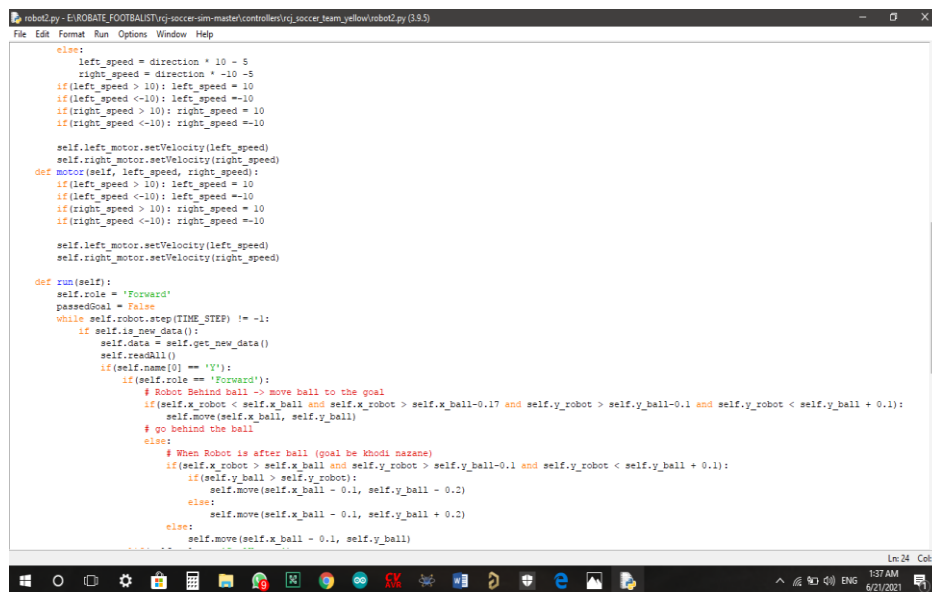 robot2.py - E:\ROBATE_FOOTBALIST\rcj-soccer-sim-master\controllers\rcj_soccer_team_yellow\robot2.py (3.9.5)
File Edit Format Run Options Window Help
else:
left_speed = direction * 10 - 5
right_speed = direction * -10 -5
if(left_speed > 10): left_speed = 10
if(left_speed <-10): left_speed =-10
if(right_speed > 10): right_speed = 10
if(right_speed <-10): right_speed =-10
self.left_motor.setVelocity(left_speed)
self.right_motor.setVelocity(right_speed)
def motor(self, left_speed, right_speed):
if(left_speed > 10): left_speed = 10
if(left_speed <-10): left_speed =-10
if(right_speed > 10): right_speed = 10
if(right_speed <-10): right_speed =-10
self.left_motor.setVelocity(left_speed)
self.right_motor.setVelocity(right_speed)
def run(self):
self.role = 'Forward'
passedGoal = False
while self.robot.step(TIME_STEP) != -1:
if self.is_new_data():
self.data = self.get_new_data()
self.readAll()
if(self.name[0] == 'Y'):
if(self.role == 'Forward'):
# Robot Behind ball -> move ball to the goal
if(self.x_robot < self.x_ball and self.x_robot > self.x_ball-0.17 and self.y_robot > self.y_ball-0.1 and self.y_robot < self.y_ball + 0.1):
self.move(self.x_ball, self.y_ball)
# go behind the ball
else:
# When Robot is after ball (goal be khodi nazane)
if(self.x_robot > self.x_ball and self.y_robot > self.y_ball-0.1 and self.y_robot < self.y_ball + 0.1):
if(self.y_ball > self.y_robot):
self.move(self.x_ball - 0.1, self.y_ball - 0.2)
else:
self.move(self.x_ball - 0.1, self.y_ball + 0.2)
else:
self.move(self.x_ball - 0.1, self.y_ball)
Ln: 24 Col:
ENG
1:37 AM
6/21/2021